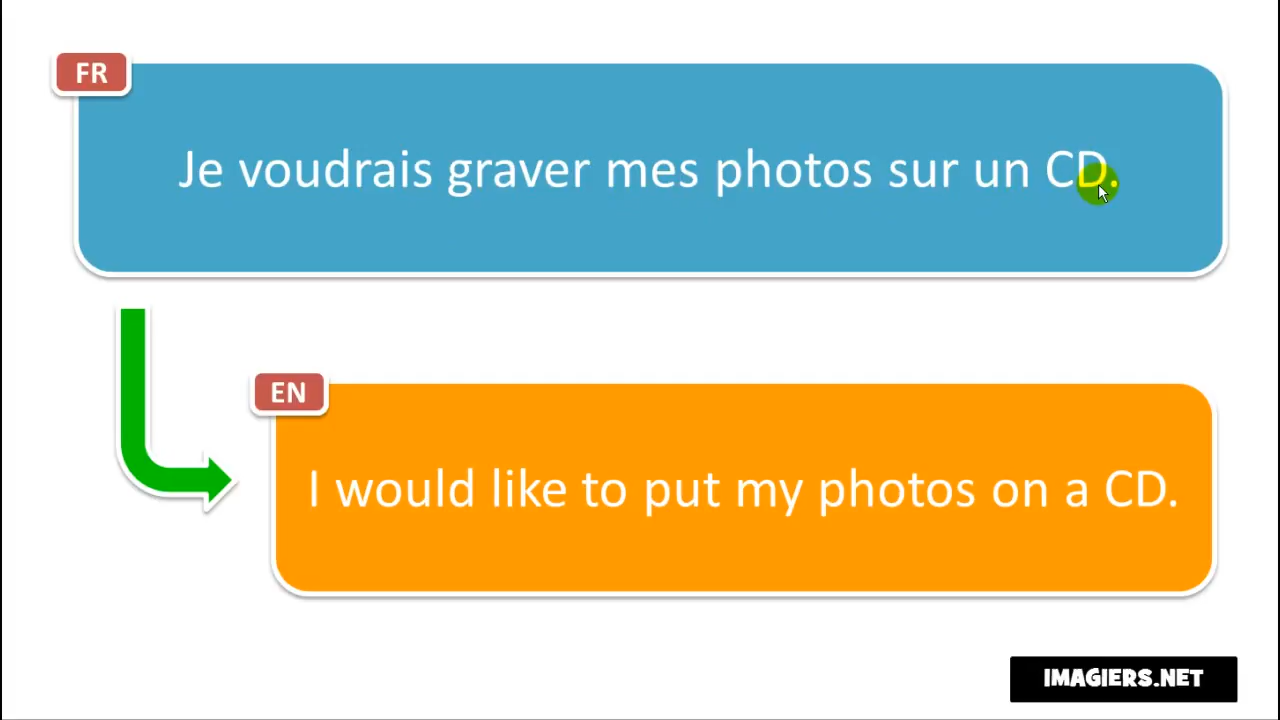 FR
Je voudrais graver mes photos sur un CD.
EN
I would like to put my photos on a CD.
IMAGIERS.NET